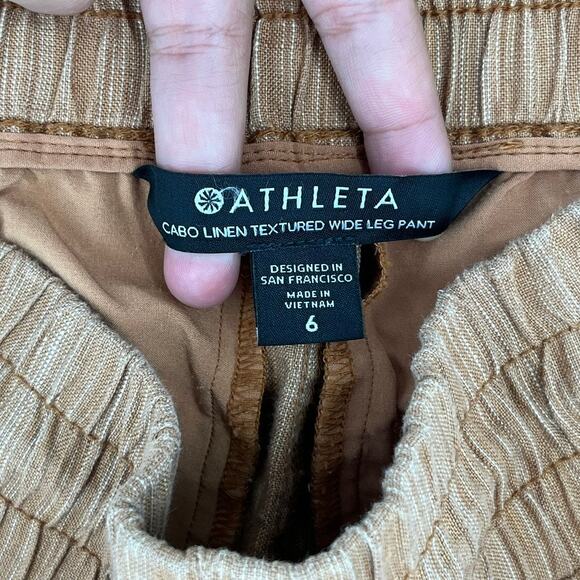 ATHLETA
CABO LINEN TEXTURED WIDE LEG PANT
DESIGNED IN
SAN FRANCISCO
MADE IN
VIETNAM
6